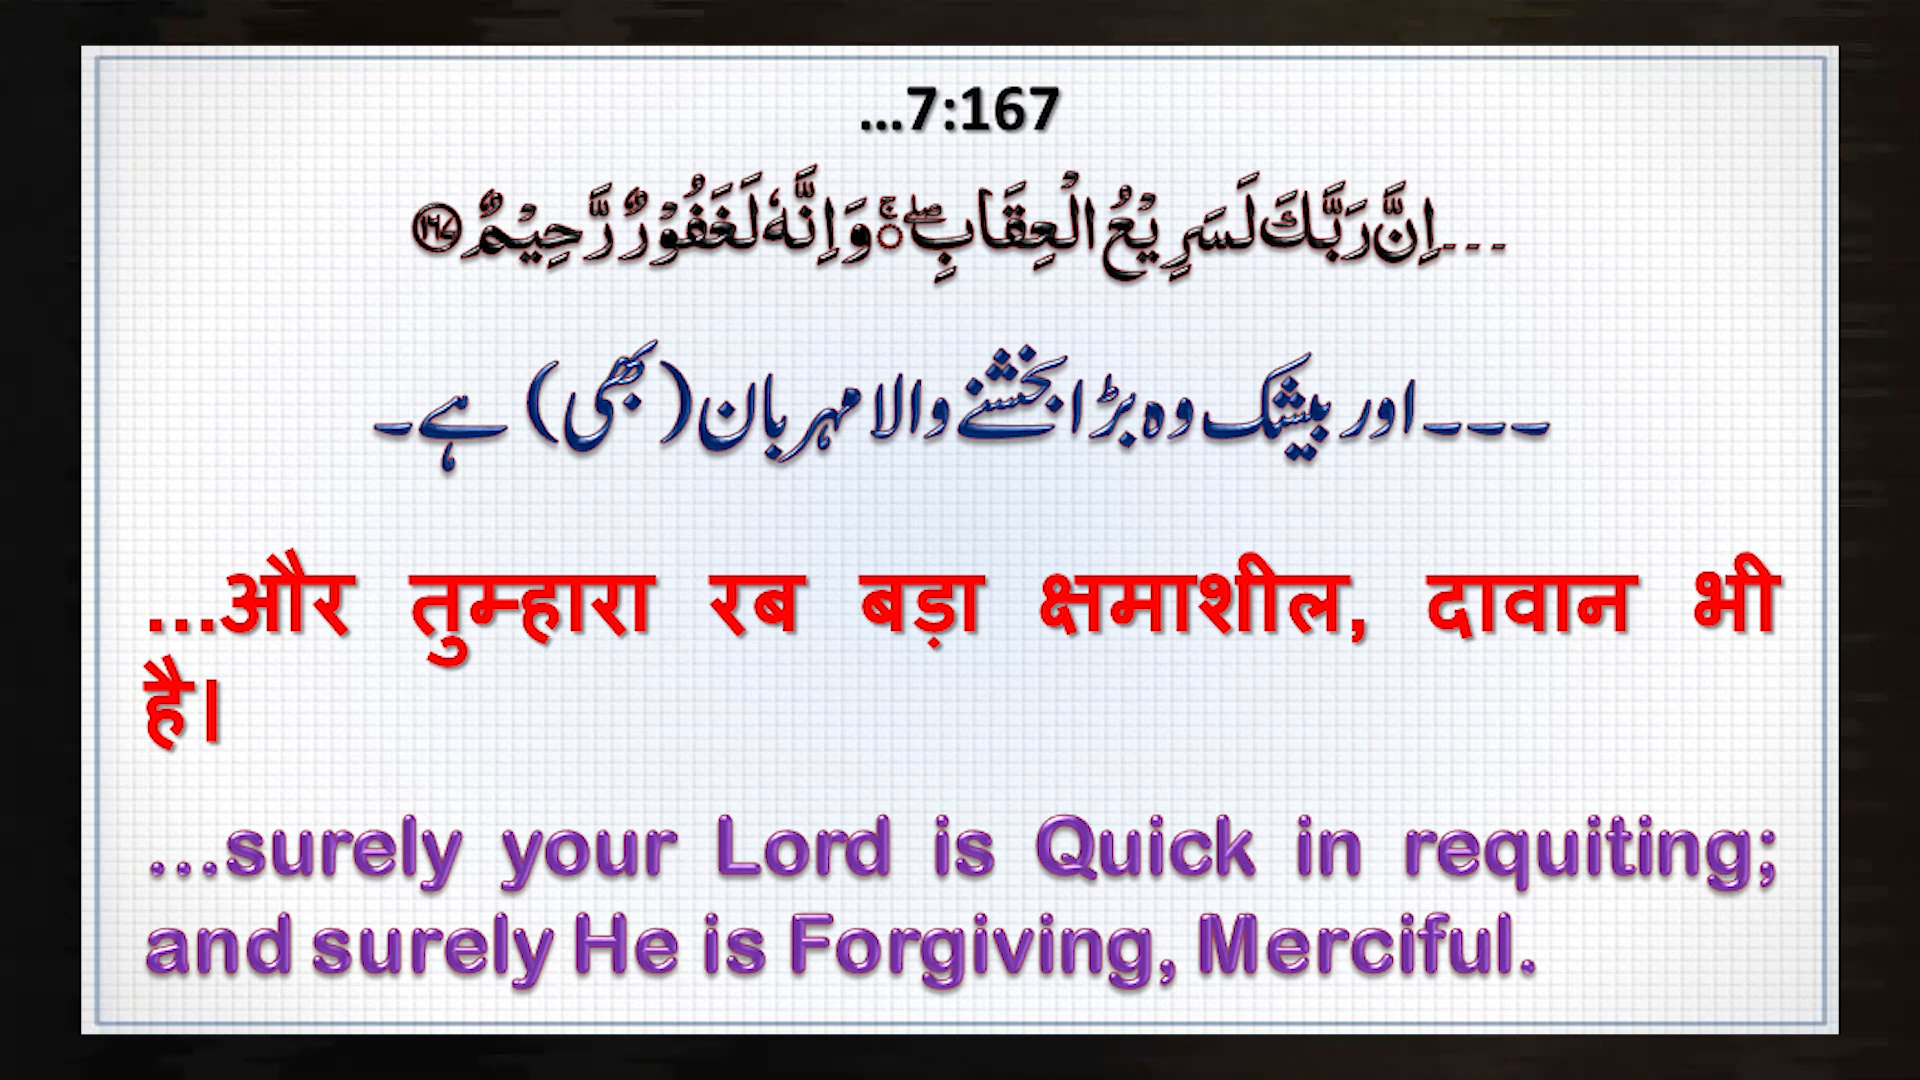 ...7:167
---اِنَّ رَبَّكَ لَسَرِيْعُ الْعِقَابِ ۖۚ وَاِنَّهٗ لَغَفُوْرٌ رَّحِيْمٌ ﴿۱۶۷﴾
---اور بیشک وہ بڑا بخشنے والا مہربان (بھی) ہے۔
...और तुम्हारा रब बड़ा क्षमाशील, दावान भी
है।
...surely your Lord is Quick in requiting;
and surely He is Forgiving, Merciful.